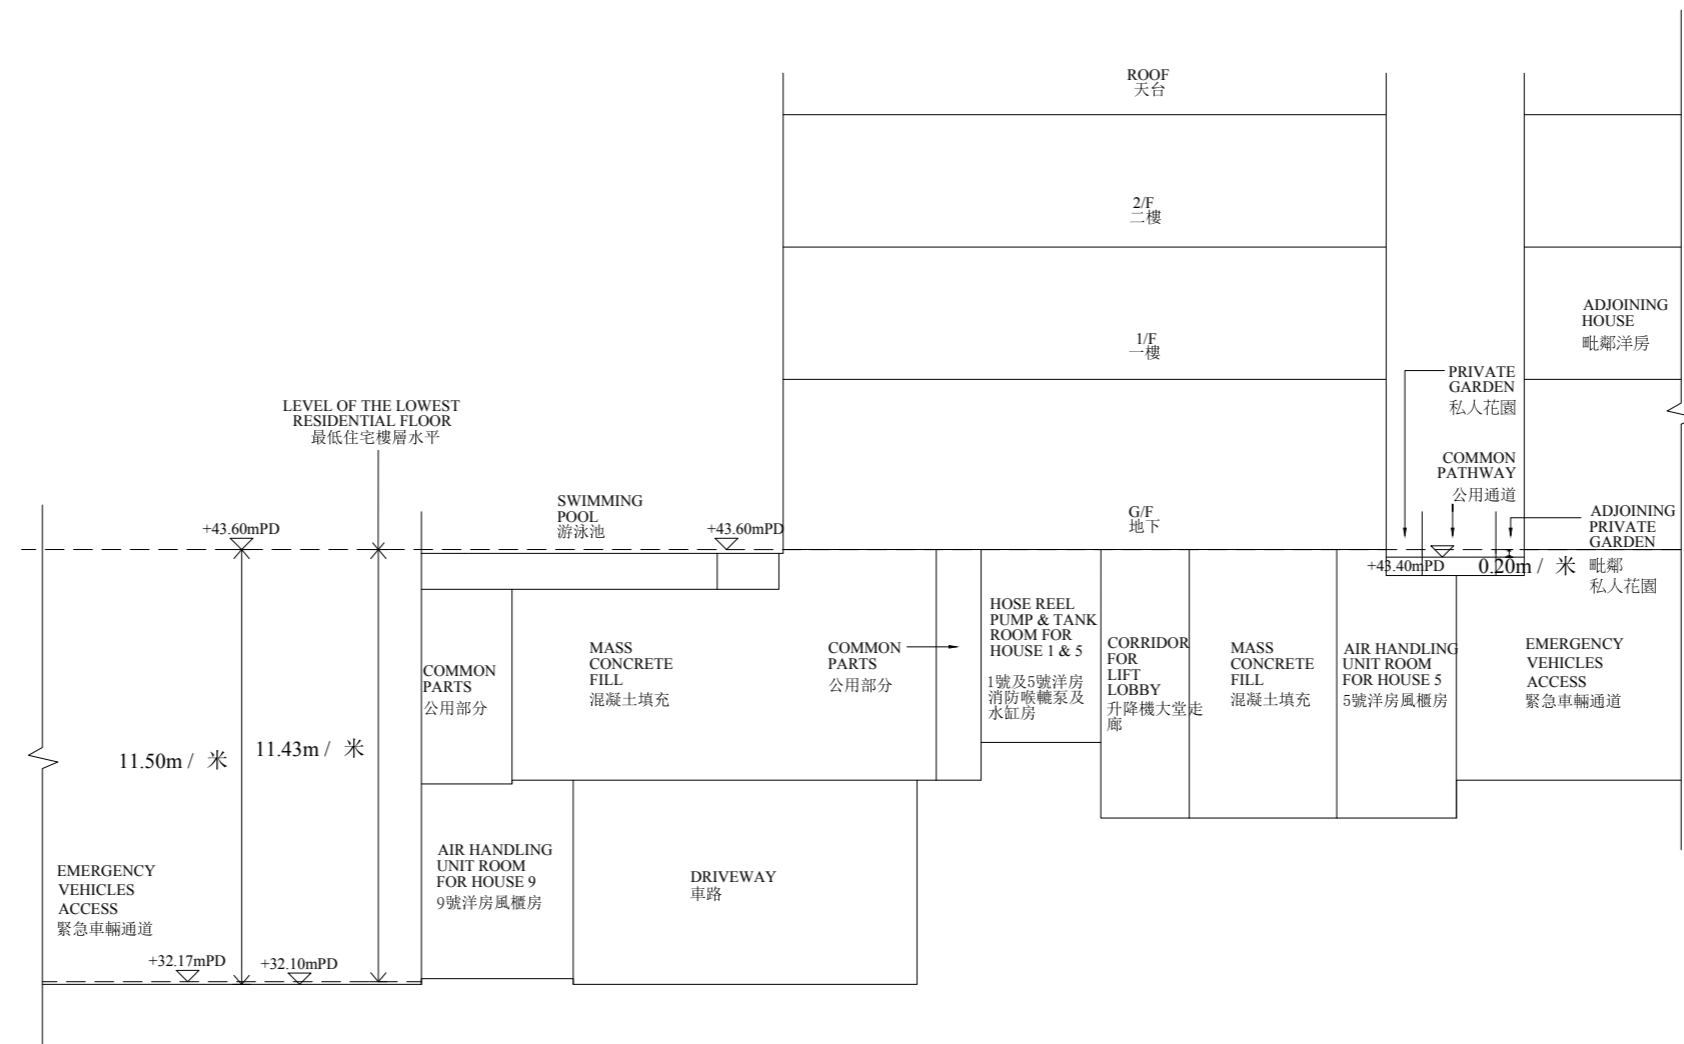 ROOF
天台
2/F
二樓
1/F
一樓
ADJOINING
HOUSE
毗鄰洋房
PRIVATE
GARDEN
私人花園
LEVEL OF THE LOWEST
RESIDENTIAL FLOOR
最低住宅樓層水平
COMMON
PATHWAY
公用通道
SWIMMING
POOL
游泳池
G/F
地下
ADJOINING
PRIVATE
GARDEN
毗鄰
私人花園
+43.60mPD
+43.60mPD
+43.40mPD
0.20m / 米
HOSE REEL
PUMP & TANK
ROOM FOR
HOUSE 1 & 5
1號及5號洋房
消防喉轆泵及
水缸房
COMMON
PARTS
公用部分
MASS
CONCRETE
FILL
混凝土填充
COMMON
PARTS
公用部分
CORRIDOR
FOR
LIFT
LOBBY
升降機大堂走
廊
MASS
CONCRETE
FILL
混凝土填充
AIR HANDLING
UNIT ROOM
FOR HOUSE 5
5號洋房風櫃房
EMERGENCY
VEHICLES
ACCESS
緊急車輛通道
11.50m / 米
11.43m / 米
AIR HANDLING
UNIT ROOM
FOR HOUSE 9
9號洋房風櫃房
DRIVEWAY
車路
EMERGENCY
VEHICLES
ACCESS
緊急車輛通道
+32.17mPD
+32.10mPD